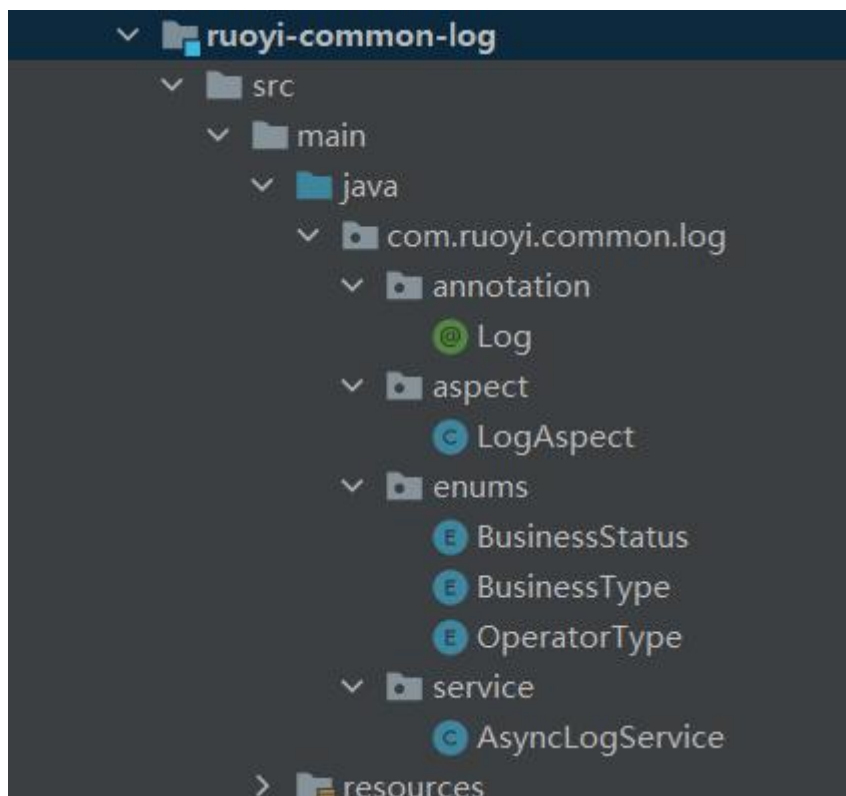 ruoyi-common-log
src
main
java
com.ruoyi.common.log
annotation
@ Log
aspect
C LogAspect
enums
E BusinessStatus
E BusinessType
E OperatorType
service
C AsyncLogService
resources